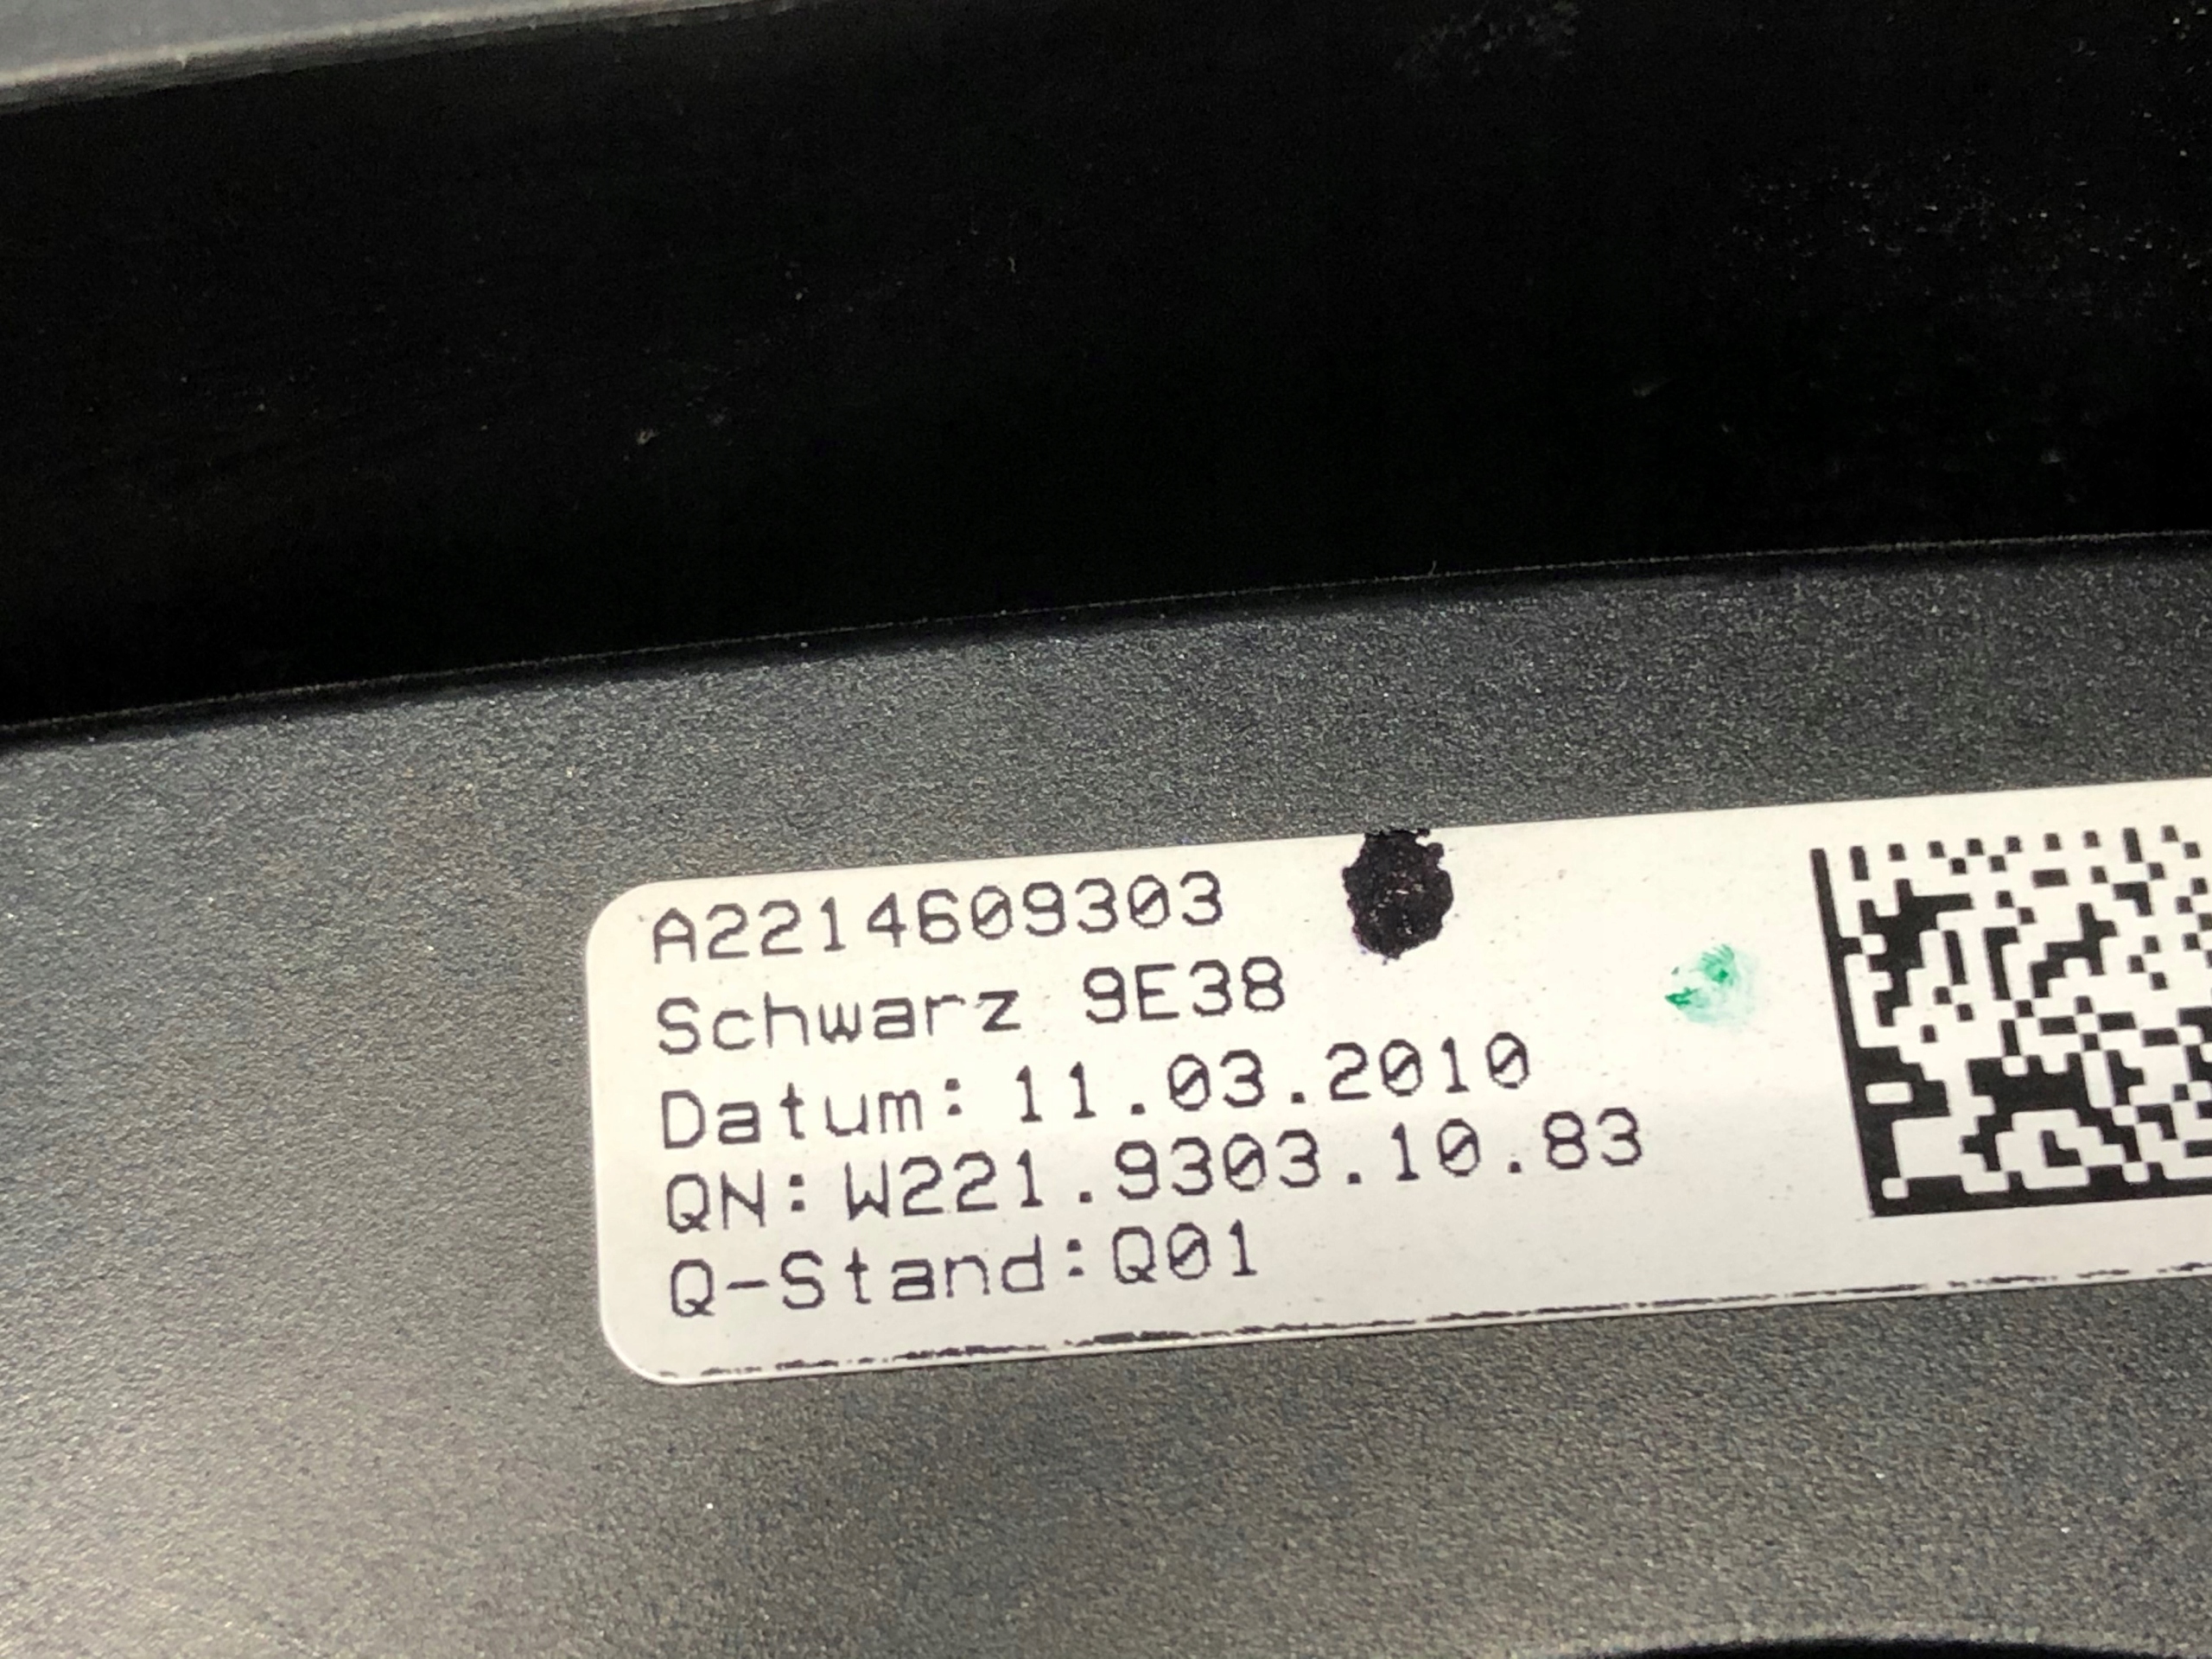 A2214609303
Schwarz 9E38
Datum: 11.03.2010
QN: W221.9303.10.83
Q-Stand:Q01